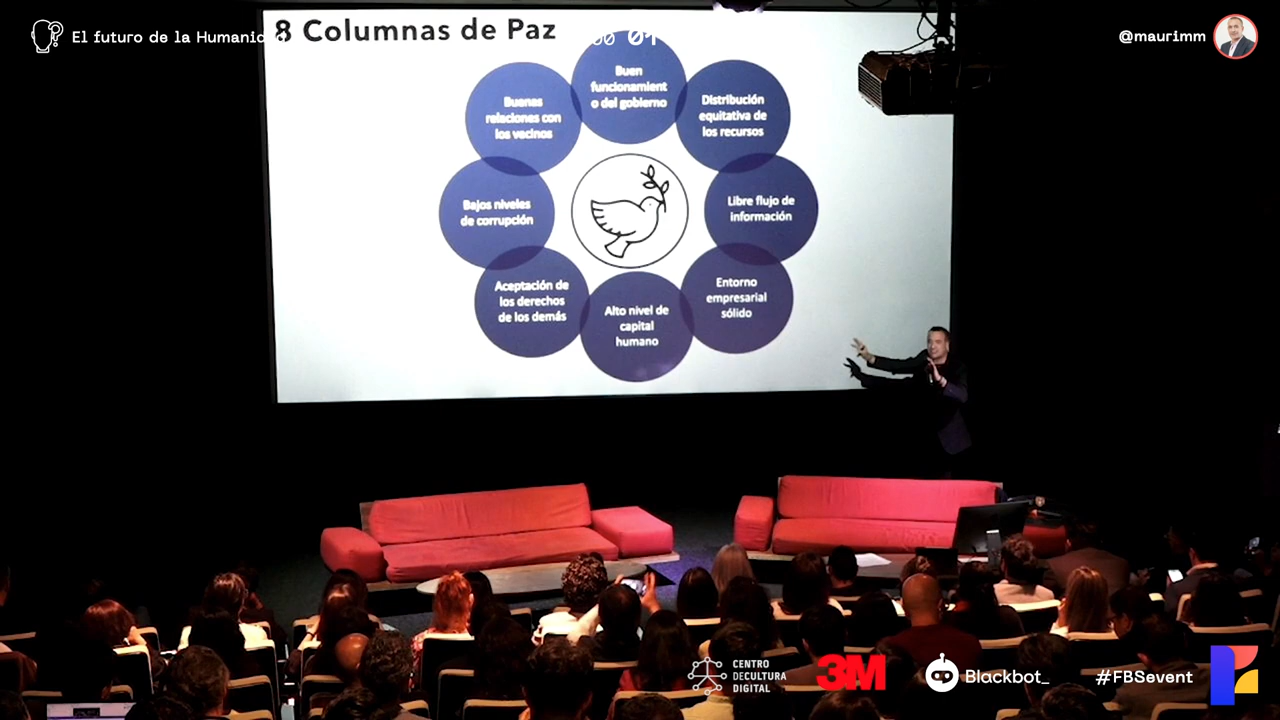 El futuro de la Humanid
8 Columnas de Paz
@maurimm
Buen
funcionamient
o del gobierno
Distribución
equitativa de
los recursos
Libre flujo de
información
Entorno
empresarial
sólido
Alto nivel de
capital
humano
Aceptación de
los derechos
de los demás
Bajos niveles
de corrupción
Buenas
relaciones con
los vecinos
CENTRO
DECULTURA
DIGITAL
3M
Blackbot_
#FBSevent